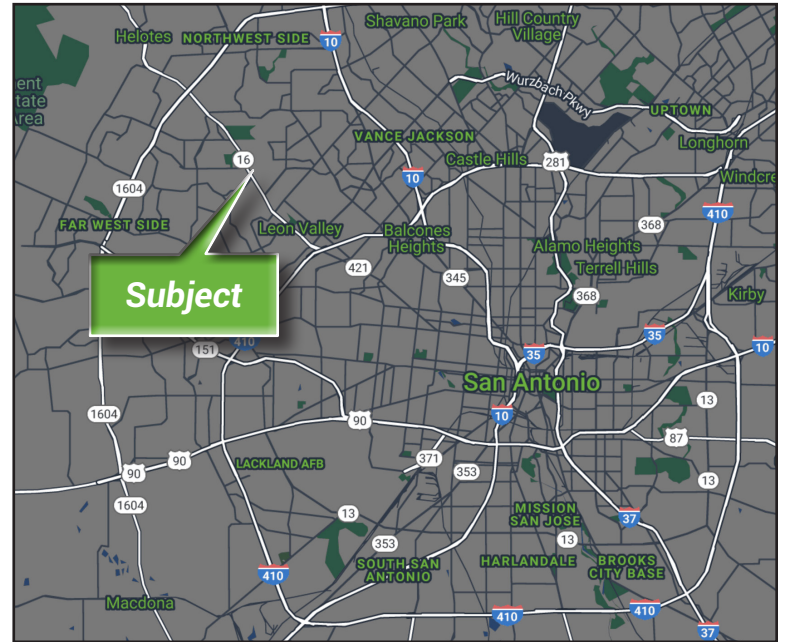 Shavano Park
Hill Country
Village
Helotes
NORTHWEST SIDE
10
ent
tate
Area
Wurzbach Pkwy
UPTOWN
VANCE JACKSON
Longhorn
16
Castle Hills
281
10
Windcre
1604
410
FAR WEST SIDE
Leon Valley
Balcones
Heights
368
Alamo Heights
Terrell Hills
421
345
Subject
368
Kirby
35
151
410
35
10
San Antonio
13
1604
10
90
87
90
90
LACKLAND AFB
371
353
13
1604
13
MISSION
SAN JOSE
37
353
13
SOUTH SAN
ANTONIO
HARLANDALE
BROOKS
CITY BASE
410
Macdona
410
410
37